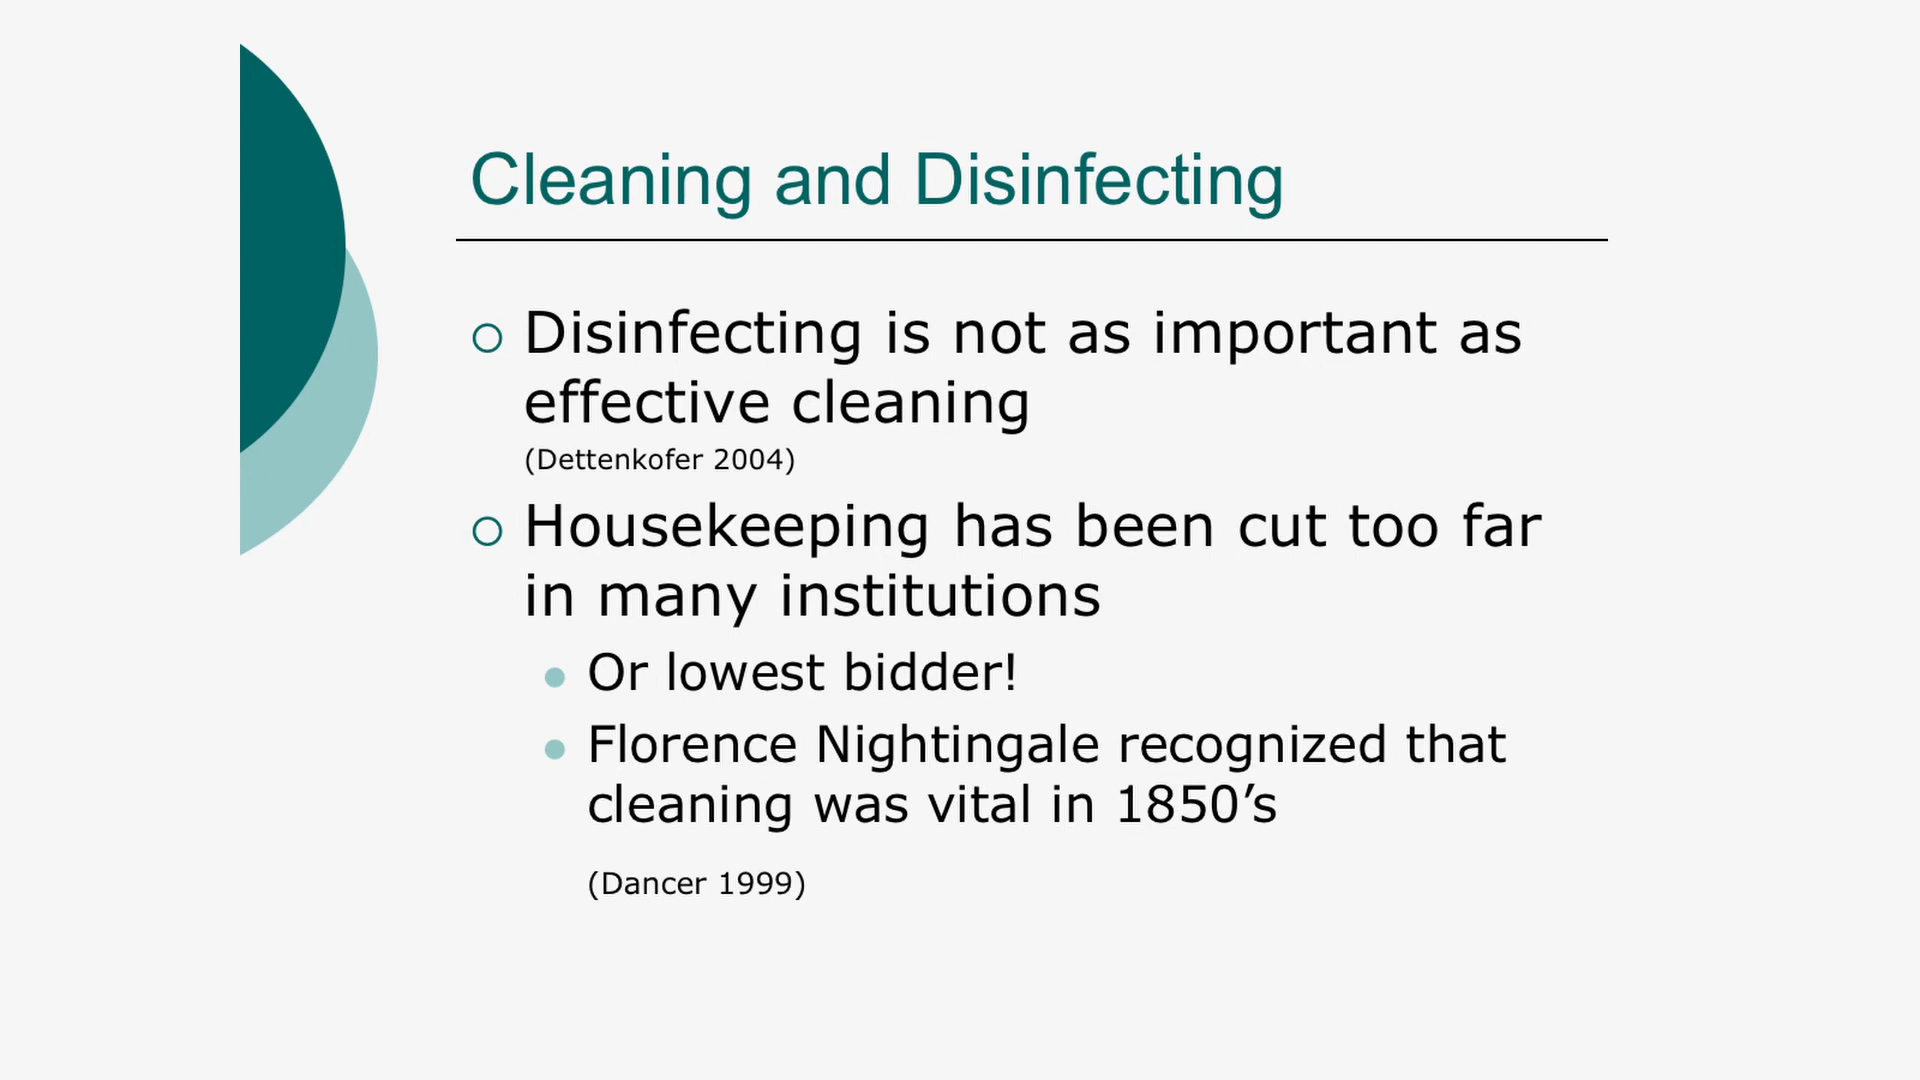 Cleaning and Disinfecting
Disinfecting is not as important as
effective cleaning
(Dettenkofer 2004)
Housekeeping has been cut too far
in many institutions
Or lowest bidder!
Florence Nightingale recognized that
cleaning was vital in 1850’s
(Dancer 1999)